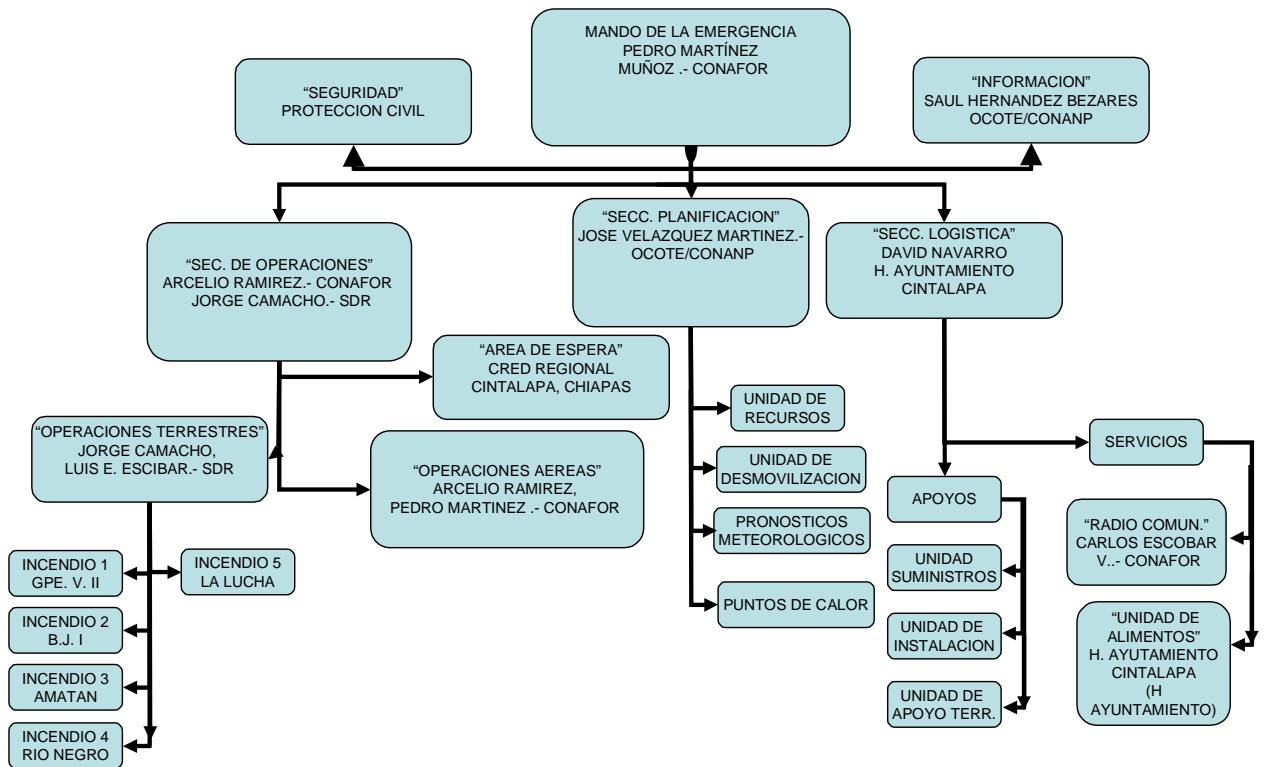 MANDO DE LA EMERGENCIA
PEDRO MARTÍNEZ
MUÑOZ .- CONAFOR
“SEGURIDAD”
PROTECCION CIVIL
“INFORMACION”
SAUL HERNANDEZ BEZARES
OCOTE/CONANP
“SEC. DE OPERACIONES”
ARCELIO RAMIREZ.- CONAFOR
JORGE CAMACHO.- SDR
“SECC. PLANIFICACION”
JOSE VELAZQUEZ MARTINEZ.-
OCOTE/CONANP
“SECC. LOGISTICA”
DAVID NAVARRO
H. AYUNTAMIENTO
CINTALAPA
“AREA DE ESPERA”
CRED REGIONAL
CINTALAPA, CHIAPAS
“OPERACIONES TERRESTRES”
JORGE CAMACHO,
LUIS E. ESCIBAR.- SDR
“OPERACIONES AEREAS”
ARCELIO RAMIREZ,
PEDRO MARTINEZ .- CONAFOR
INCENDIO 1
GPE. V. II
INCENDIO 5
LA LUCHA
INCENDIO 2
B.J. I
INCENDIO 3
AMATAN
INCENDIO 4
RIO NEGRO
UNIDAD DE
RECURSOS
UNIDAD DE
DESMOVILIZACION
PRONOSTICOS
METEOROLOGICOS
PUNTOS DE CALOR
APOYOS
UNIDAD
SUMINISTROS
UNIDAD DE
INSTALACION
UNIDAD DE
APOYO TERR.
SERVICIOS
“RADIO COMUN.”
CARLOS ESCOBAR
V..- CONAFOR
“UNIDAD DE
ALIMENTOS”
H. AYUTAMIENTO
CINTALAPA
(H
AYUNTAMIENTO)